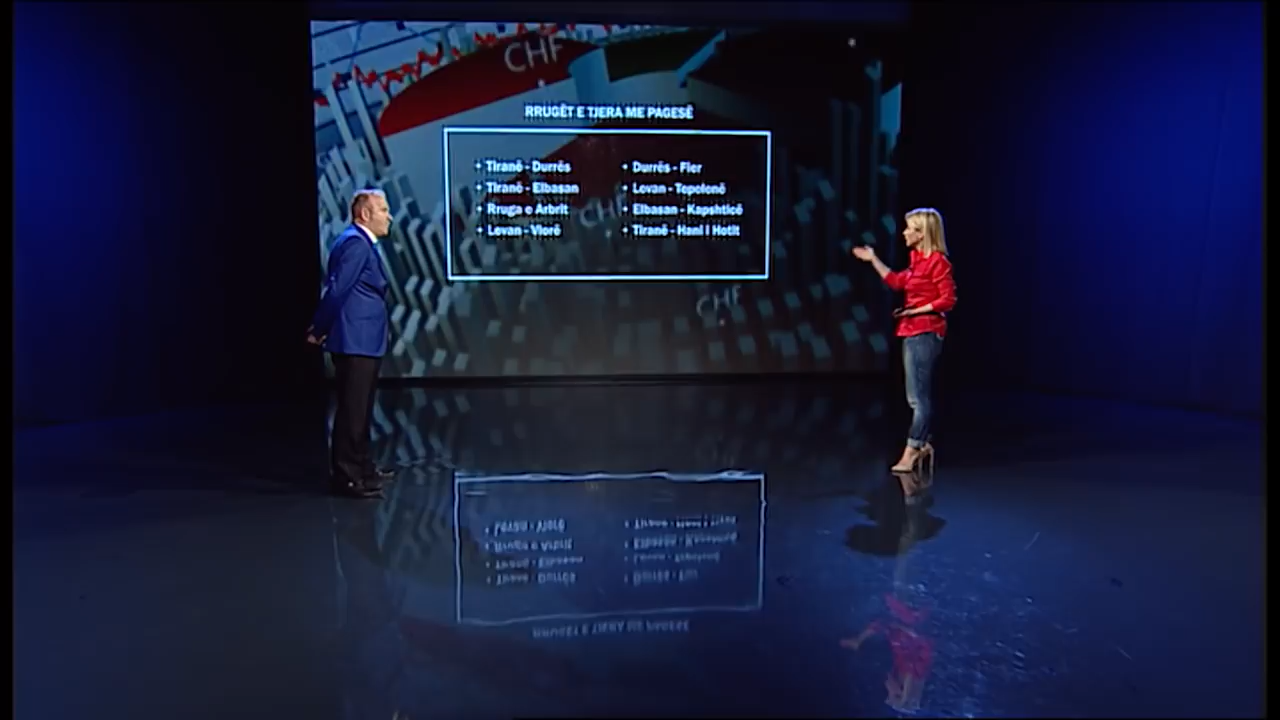 CHF
RRUGËT E TJERA ME PAGESË
• Tiranë - Durrës
• Tiranë - Elbasan
• Rruga e Arbrit
• Levan - Vlorë
• Durrës - Fier
• Levan - Tepelenë
• Elbasan - Kapshticë
• Tiranë - Hani i Hotit
CHF
CHF